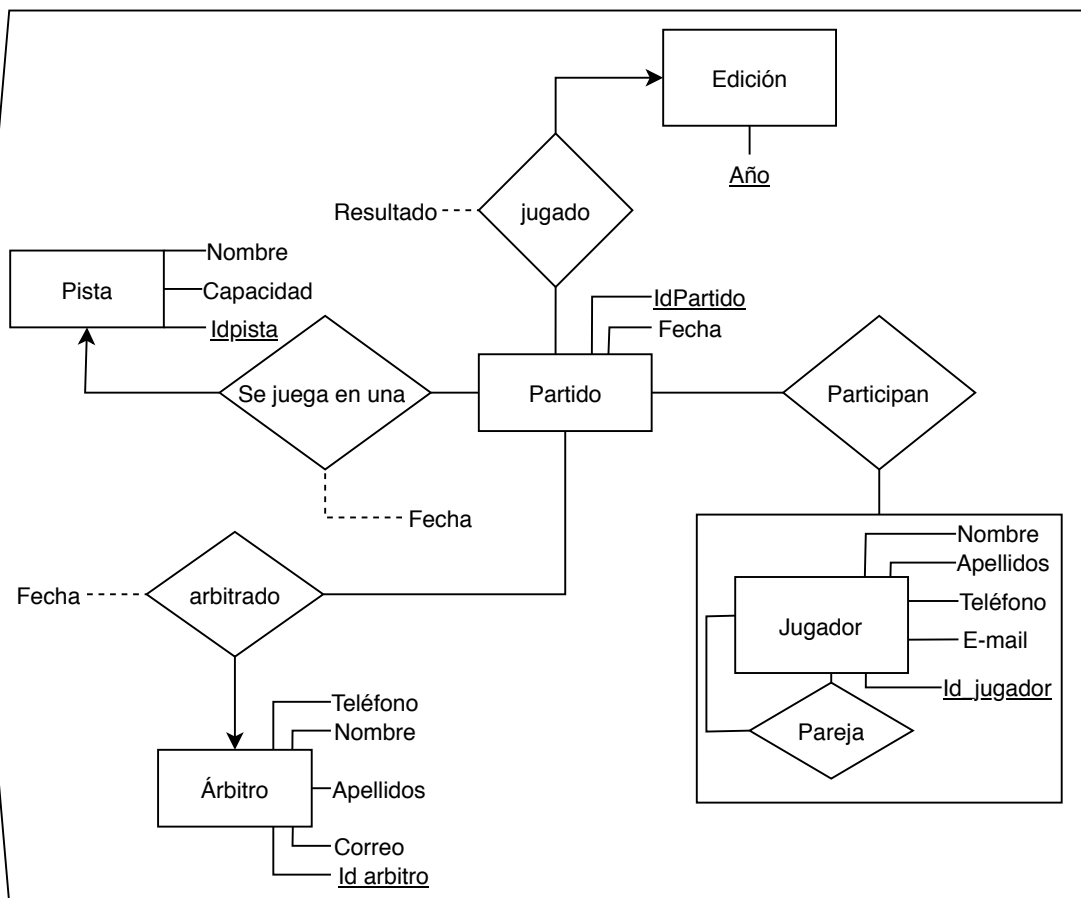 Edición
Año
Resultado
jugado
Nombre
Pista
Capacidad
Idpista
IdPartido
Fecha
Se juega en una
Partido
Participan
Fecha
Nombre
Apellidos
Fecha
arbitrado
Teléfono
Jugador
E-mail
Id_jugador
Teléfono
Nombre
Pareja
Árbitro
Apellidos
Correo
Id arbitro